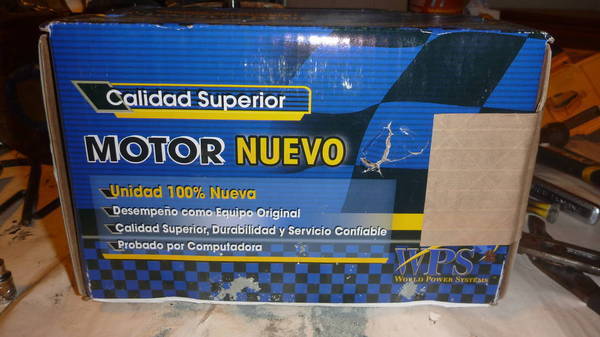 Calidad Superior
MOTOR NUEVO
Unidad 100% Nueva
Desempeño como Equipo Original
Calidad Superior, Durabilidad y Servicio Confiable
Probado por Computadora
WPS
WORLD POWER SYSTEMS